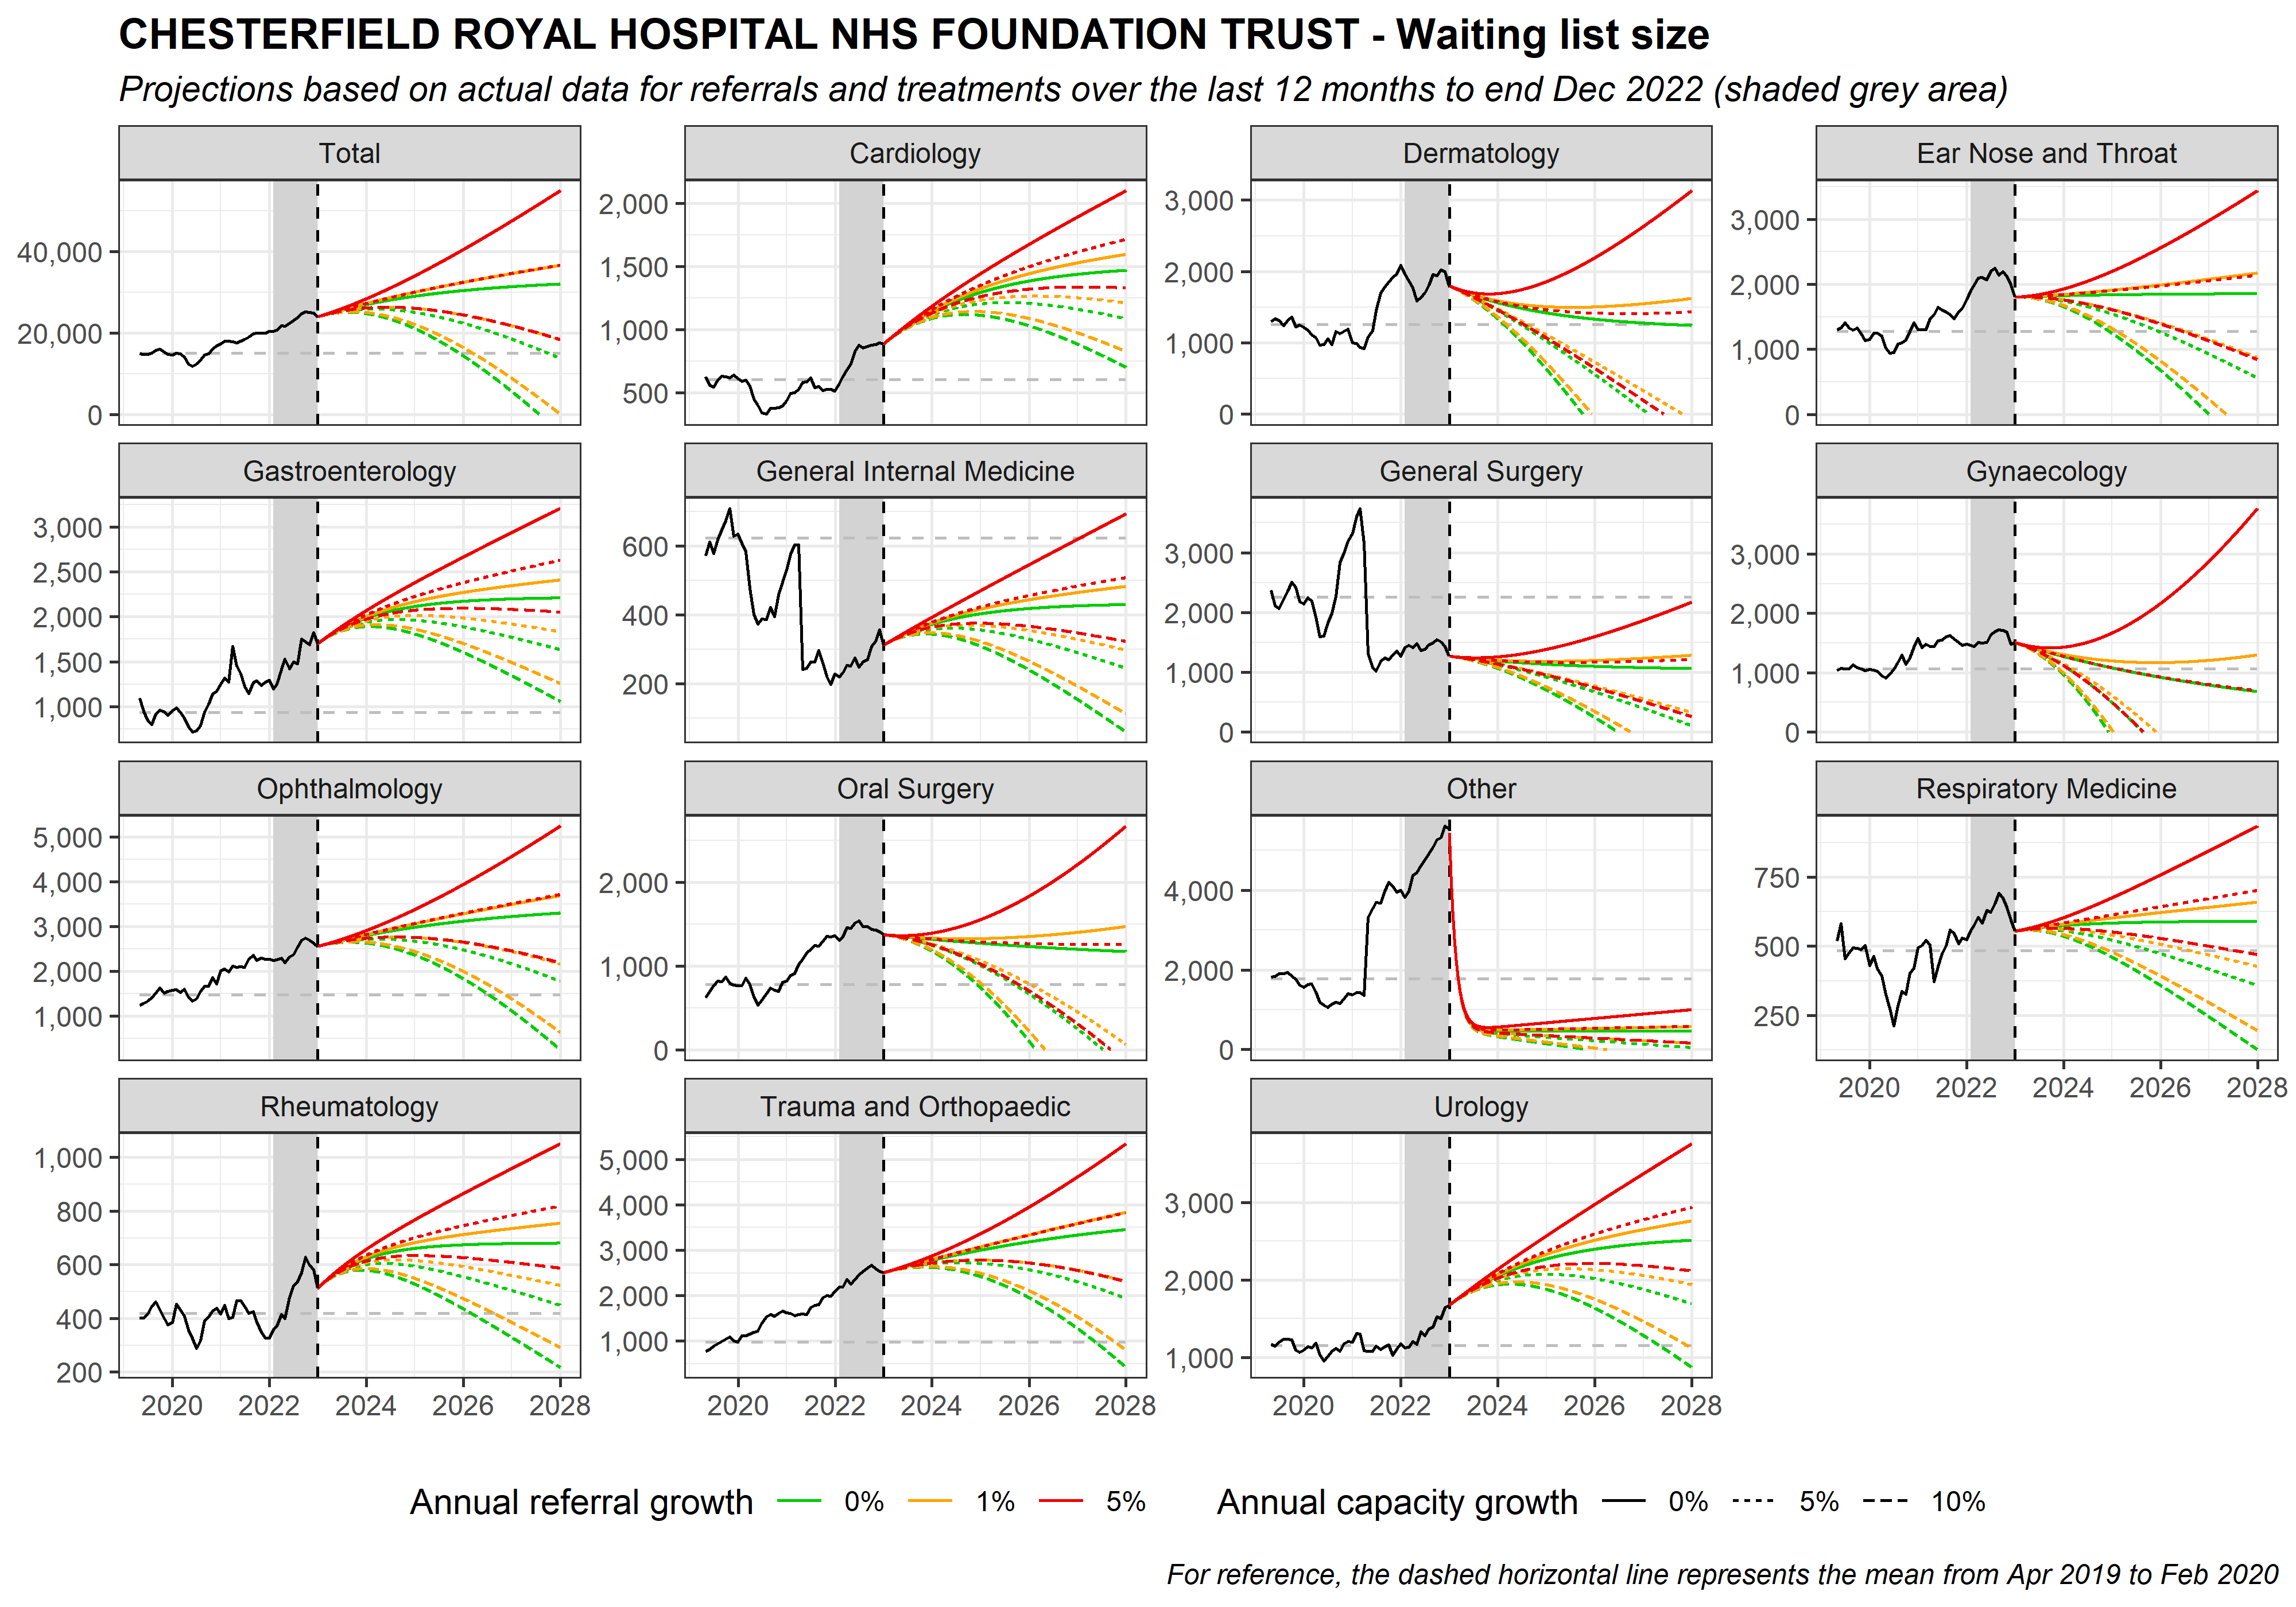 CHESTERFIELD ROYAL HOSPITAL NHS FOUNDATION TRUST - Waiting list size
Projections based on actual data for referrals and treatments over the last 12 months to end Dec 2022 (shaded grey area)
Total
Cardiology
Dermatology
Ear Nose and Throat
40,000
20,000
0
2,000
1,500
1,000
500
3,000
2,000
1,000
0
3,000
2,000
1,000
0
Gastroenterology
General Internal Medicine
General Surgery
Gynaecology
3,000
2,500
2,000
1,500
1,000
600
400
200
3,000
2,000
1,000
0
3,000
2,000
1,000
0
Ophthalmology
Oral Surgery
Other
Respiratory Medicine
5,000
4,000
3,000
2,000
1,000
2,000
1,000
0
4,000
2,000
0
750
500
250
2020 2022 2024 2026 2028
Rheumatology
Trauma and Orthopaedic
Urology
1,000
800
600
400
200
5,000
4,000
3,000
2,000
1,000
3,000
2,000
1,000
2020 2022 2024 2026 2028
2020 2022 2024 2026 2028
2020 2022 2024 2026 2028
Annual referral growth 0% 1% 5% Annual capacity growth 0% 5% 10%
For reference, the dashed horizontal line represents the mean from Apr 2019 to Feb 2020